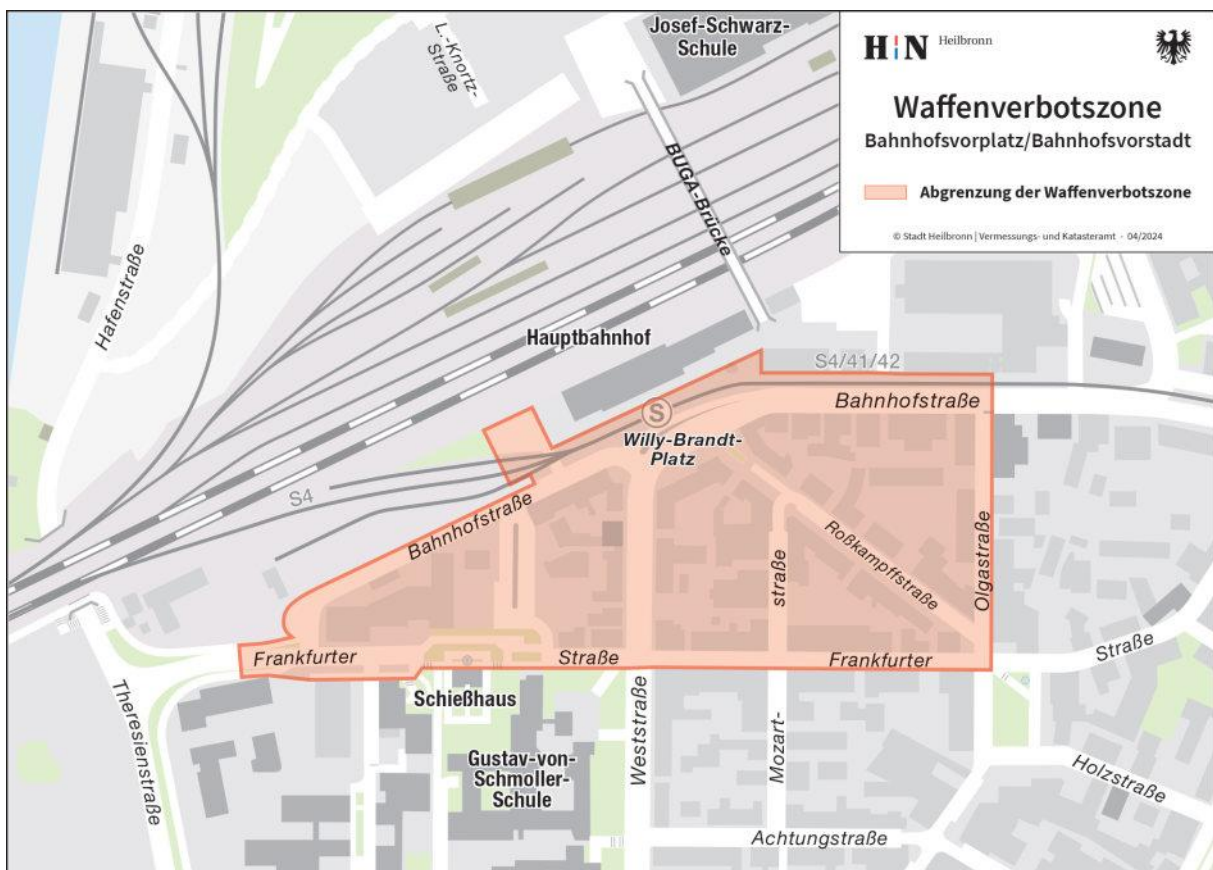 Josef-Schwarz-
Schule
L.-Knortz-
Straße
H N Heilbronn
Waffenverbotszone
Bahnhofsvorplatz/Bahnhofsvorstadt
Abgrenzung der Waffenverbotszone
© Stadt Heilbronn | Vermessungs- und Katasteramt - 04/2024
BUGA-Brücke
Hafenstraße
Hauptbahnhof
S4/41/42
Bahnhofstraße
S
Willy-Brandt-
Platz
S4
Bahnhofstraße
Roßkampffstraße
straße
Olgastraße
Frankfurter
Straße
Frankfurter
Straße
Schießhaus
Theresienstraße
Gustav-von-
Schmoller-
Schule
Weststraße
Mozart-
Holzstraße
Achtungstraße